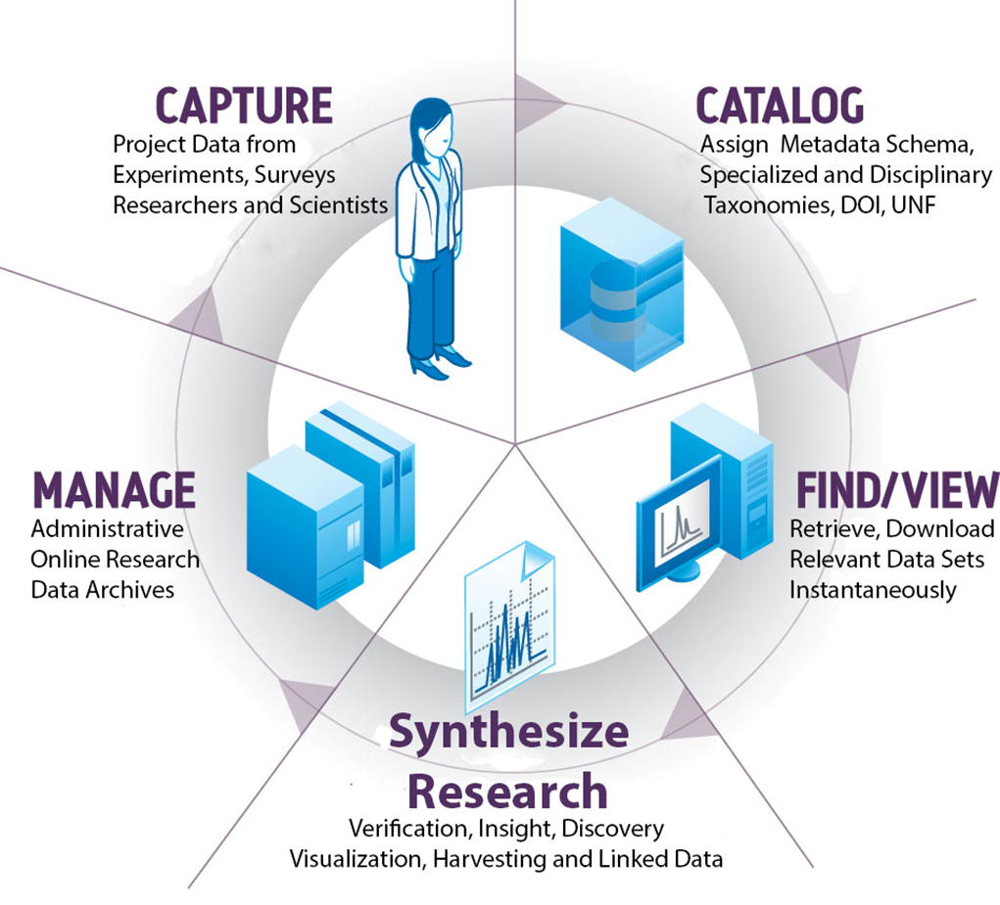 CAPTURE
Project Data from
Experiments, Surveys
Researchers and Scientists
CATALOG
Assign Metadata Schema,
Specialized and Disciplinary
Taxonomies, DOI, UNF
FIND/VIEW
Retrieve, Download
Relevant Data Sets
Instantaneously
Synthesize
Research
Verification, Insight, Discovery
Visualization, Harvesting and Linked Data
MANAGE
Administrative
Online Research
Data Archives